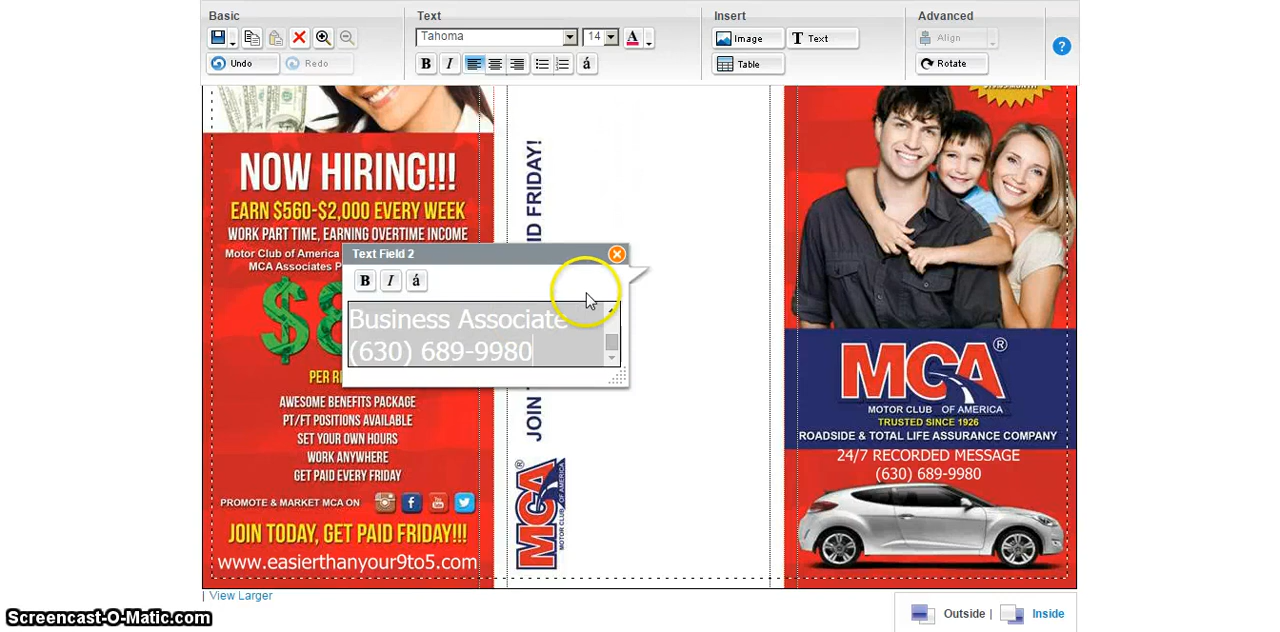 Basic
Text
Insert
Advanced
Tahoma
14
A
Image
T Text
Align
?
Undo
Redo
B I
á
Table
Rotate
NOW HIRING!!!
EARN $560-$2,000 EVERY WEEK
WORK PART TIME, EARNING OVERTIME INCOME
Motor Club of America
MCA Associates
$8
PER
AWESOME BENEFITS PACKAGE
PT/FT POSITIONS AVAILABLE
SET YOUR OWN HOURS
WORK ANYWHERE
GET PAID EVERY FRIDAY
PROMOTE & MARKET MCA ON
You Tube
JOIN TODAY, GET PAID FRIDAY!!!
www.easierthanyour9to5.com
Text Field 2
B I á
Business Associate
(630) 689-9980
JOIN
ID FRIDAY!
MCA®
MOTOR CLUB OF AMERICA
MCA®
MOTOR CLUB OF AMERICA
TRUSTED SINCE 1926
ROADSIDE & TOTAL LIFE ASSURANCE COMPANY
24/7 RECORDED MESSAGE
(630) 689-9980
| View Larger
Outside | Inside
Screencast-O-Matic.com